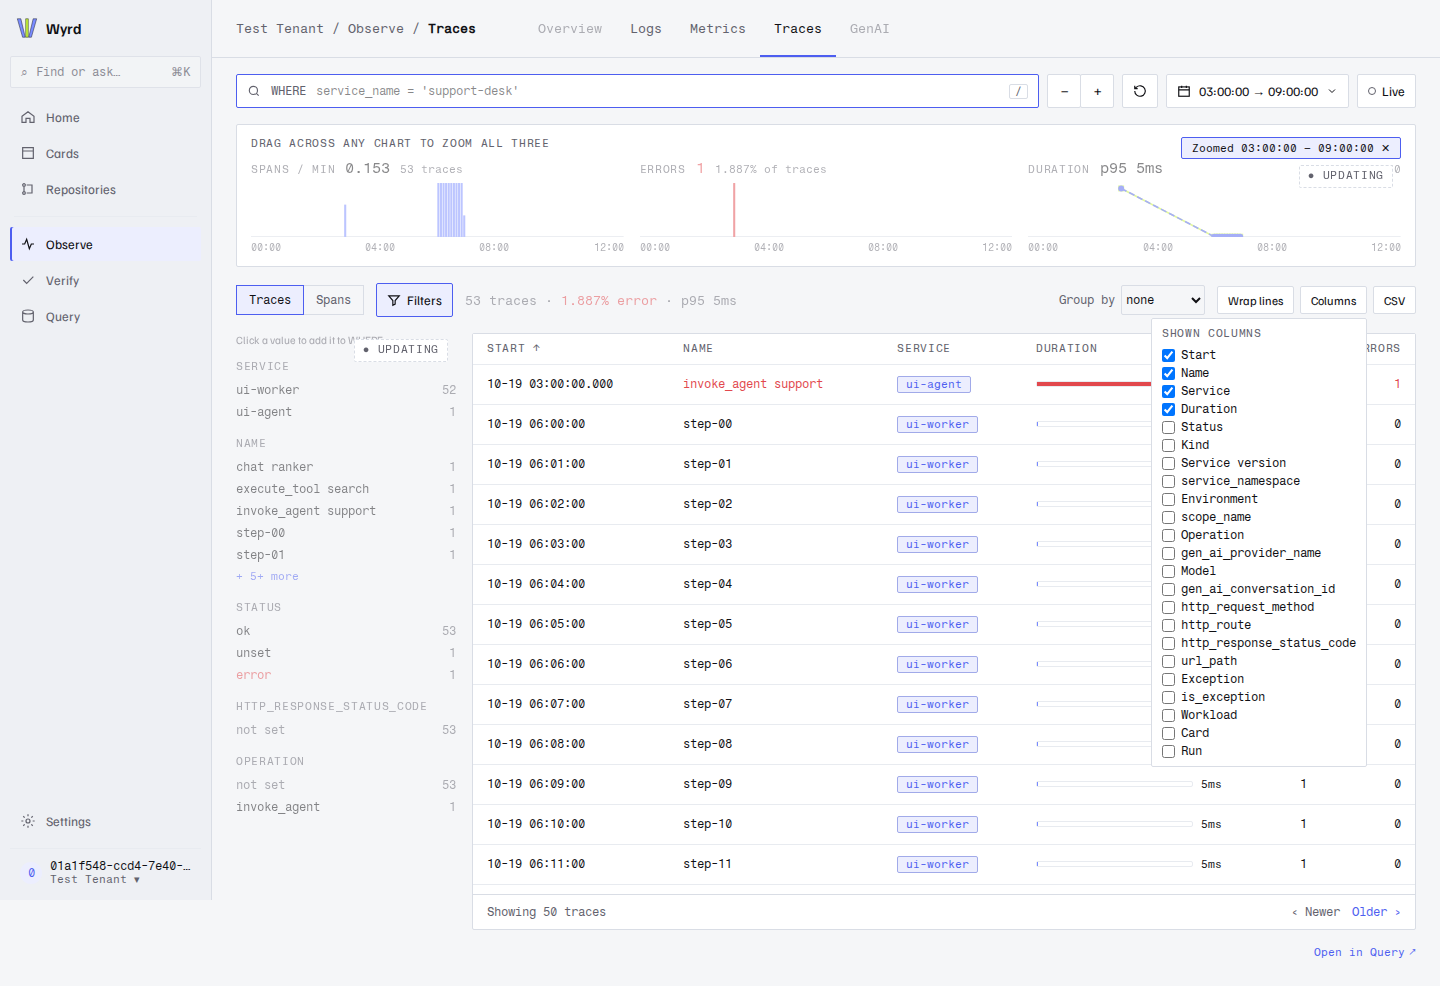 Wyrd
Find or ask… ⌘K
Home
Cards
Repositories
Observe
Verify
Query
Settings
0 01a1f548-ccd4-7e40-…
Test Tenant ▾
Test Tenant / Observe / Traces
Overview Logs Metrics Traces GenAI
WHERE service_name = 'support-desk' /
− + 03:00:00 → 09:00:00 Live
DRAG ACROSS ANY CHART TO ZOOM ALL THREE
Zoomed 03:00:00 – 09:00:00 ✕
SPANS / MIN 0.153 53 traces
00:00 04:00 08:00 12:00
ERRORS 1 1.887% of traces
00:00 04:00 08:00 12:00
DURATION p95 5ms
● UPDATING 0
00:00 04:00 08:00 12:00
Traces Spans Filters 53 traces · 1.887% error · p95 5ms
Group by none Wrap lines Columns CSV
Click a value to add it to WHERE
● UPDATING
SERVICE
ui-worker 52
ui-agent 1
NAME
chat ranker 1
execute_tool search 1
invoke_agent support 1
step-00 1
step-01 1
+ 5+ more
STATUS
ok 53
unset 1
error 1
HTTP_RESPONSE_STATUS_CODE
not set 53
OPERATION
not set 53
invoke_agent 1
START ↑ NAME SERVICE DURATION RRORS
10-19 03:00:00.000 invoke_agent support ui-agent 1
10-19 06:00:00 step-00 ui-worker 0
10-19 06:01:00 step-01 ui-worker 0
10-19 06:02:00 step-02 ui-worker 0
10-19 06:03:00 step-03 ui-worker 0
10-19 06:04:00 step-04 ui-worker 0
10-19 06:05:00 step-05 ui-worker 0
10-19 06:06:00 step-06 ui-worker 0
10-19 06:07:00 step-07 ui-worker 0
10-19 06:08:00 step-08 ui-worker 0
10-19 06:09:00 step-09 ui-worker 5ms 1 0
10-19 06:10:00 step-10 ui-worker 5ms 1 0
10-19 06:11:00 step-11 ui-worker 5ms 1 0
SHOWN COLUMNS
Start
Name
Service
Duration
Status
Kind
Service version
service_namespace
Environment
scope_name
Operation
gen_ai_provider_name
Model
gen_ai_conversation_id
http_request_method
http_route
http_response_status_code
url_path
Exception
is_exception
Workload
Card
Run
Showing 50 traces ‹ Newer Older ›
Open in Query ↗